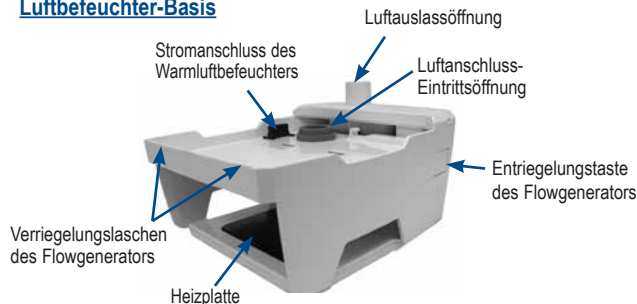 Luftbefeuchter-Basis
Luftauslassöffnung
Stromanschluss des
Warmluftbefeuchters
Luftanschluss-
Eintrittsöffnung
Entriegelungstaste
des Flowgenerators
Verriegelungslaschen
des Flowgenerators
Heizplatte